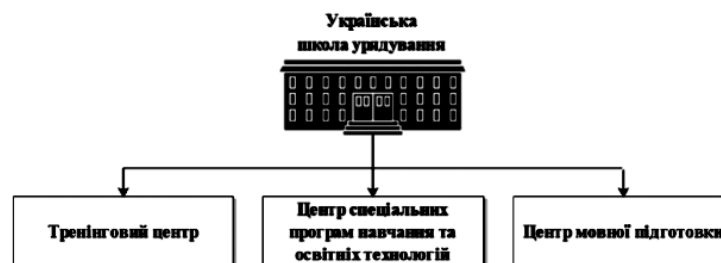 Українська
школа урядування
Тренінговий центр
Центр спеціальних
програм навчання та
освітніх технологій
Центр мовної підготовки